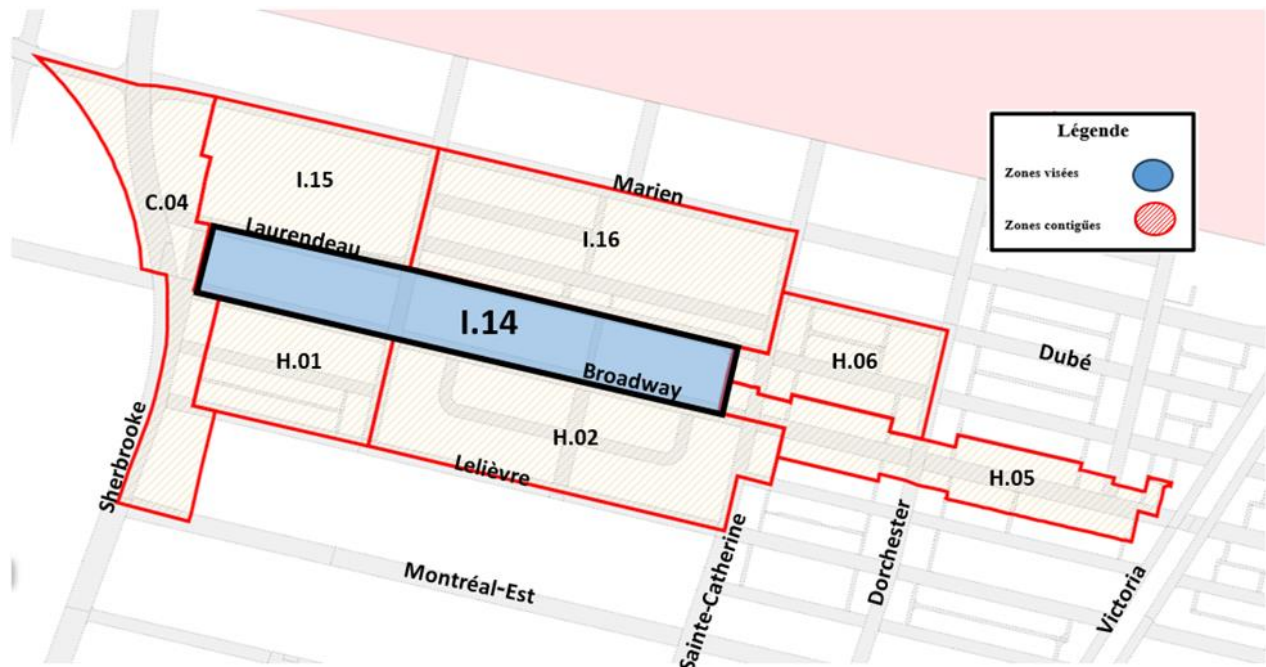 Légende
Zones visées
Zones contigües
Marien
I.15
C.04
I.16
Laurendeau
I.14
H.01
Broadway
H.06
Dubé
H.02
Lelièvre
H.05
Sherbrooke
Montréal-Est
Sainte-Catherine
Dorchester
Victoria